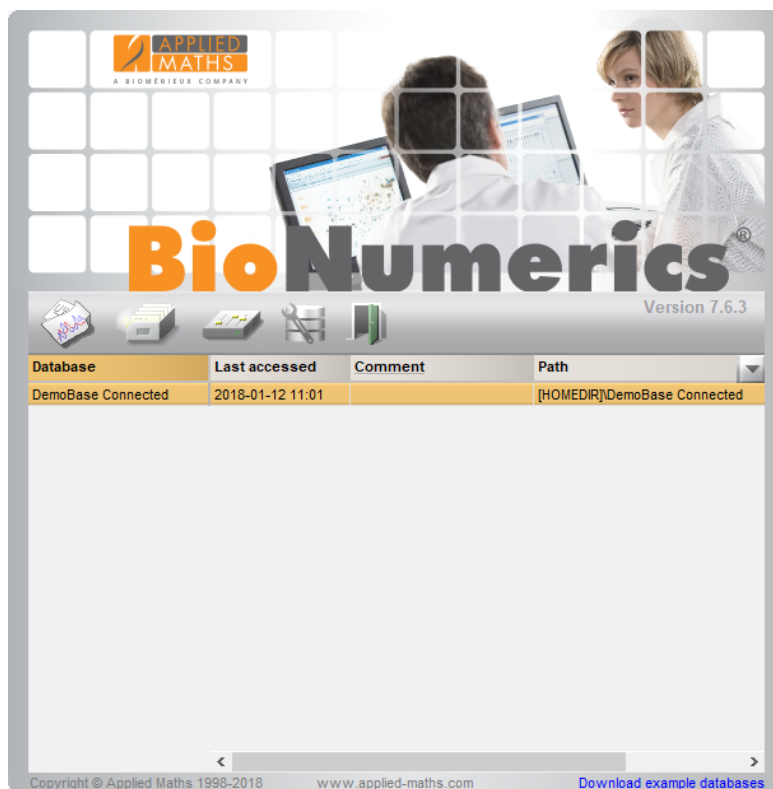 APPLIED
MATHS
A BIOMÉRIEUX COMPANY
BioNumerics®
Version 7.6.3
Database Last accessed Comment Path
DemoBase Connected 2018-01-12 11:01 [HOMEDIR]\DemoBase Connected
Copyright © Applied Maths 1998-2018 www.applied-maths.com Download example databases